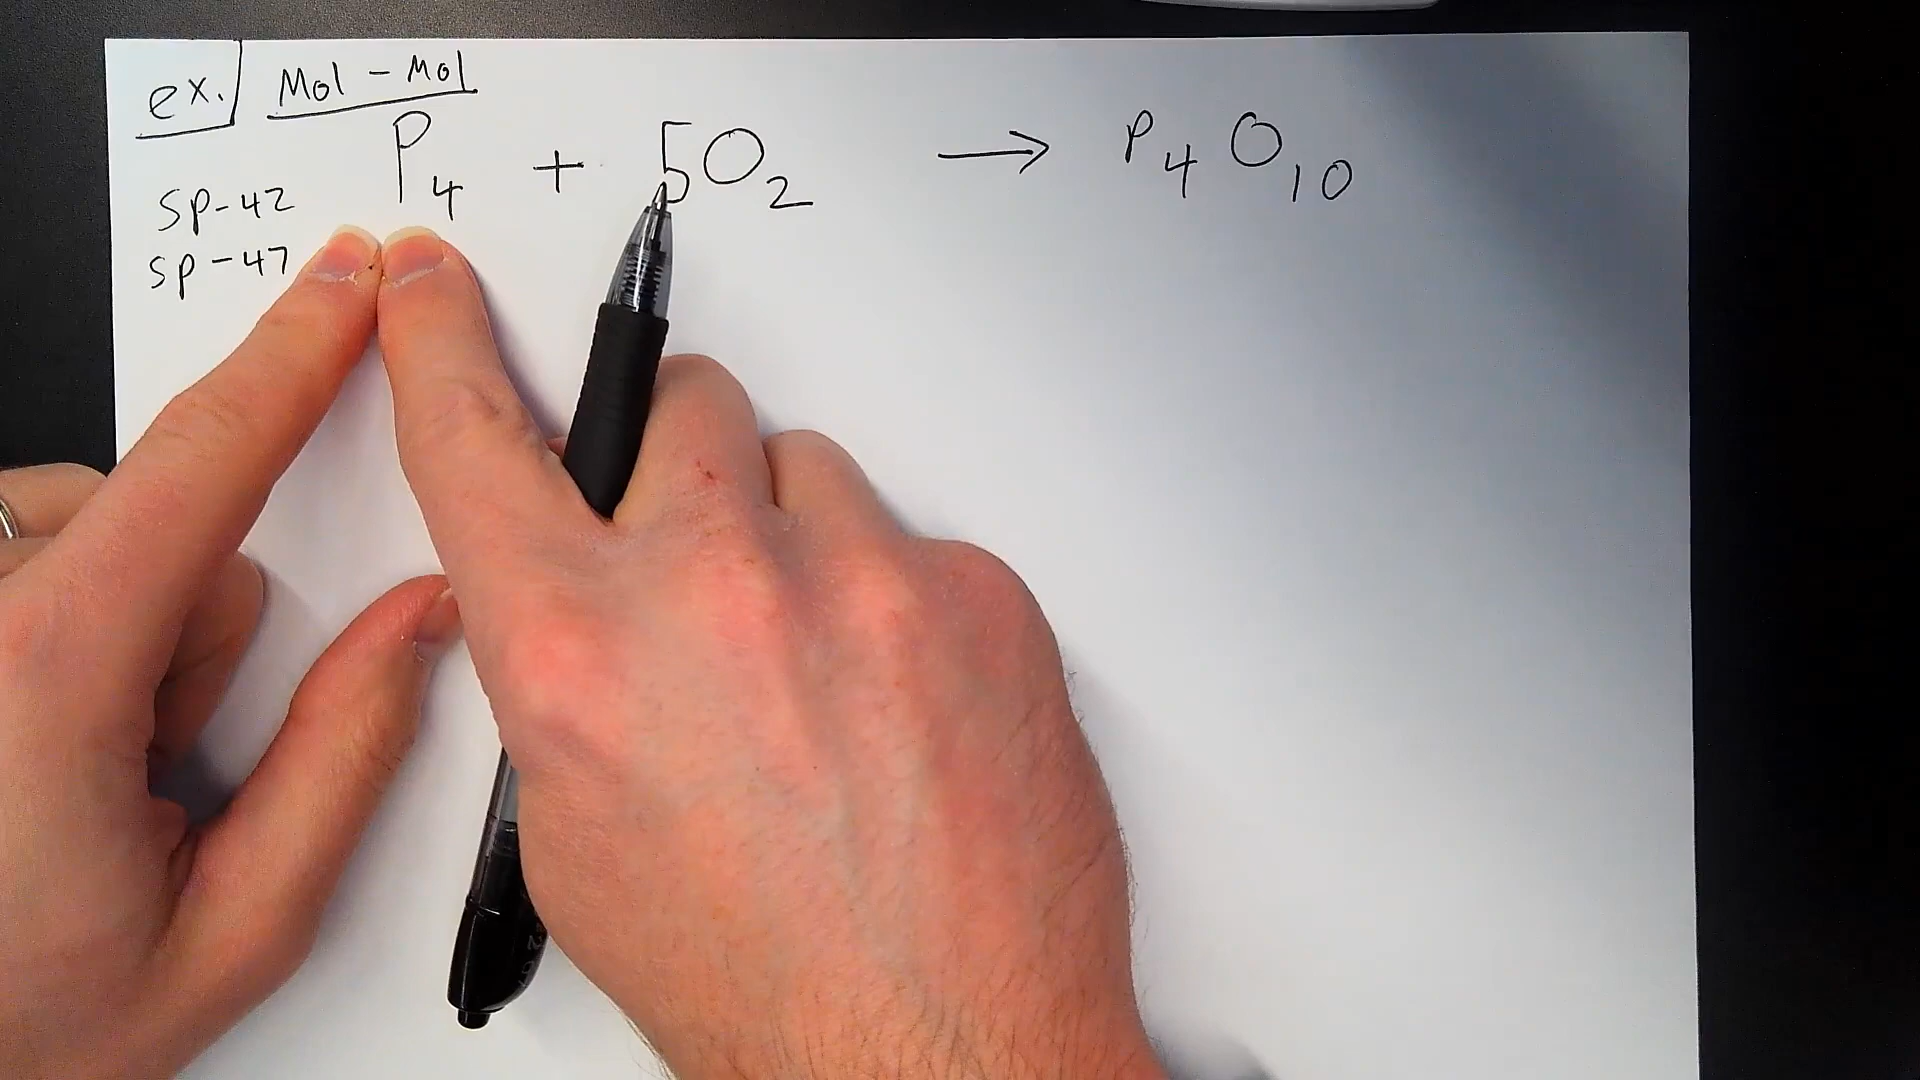 ex. Mol - Mol
P4 + 5O2 → P4O10
SP-42
SP-47